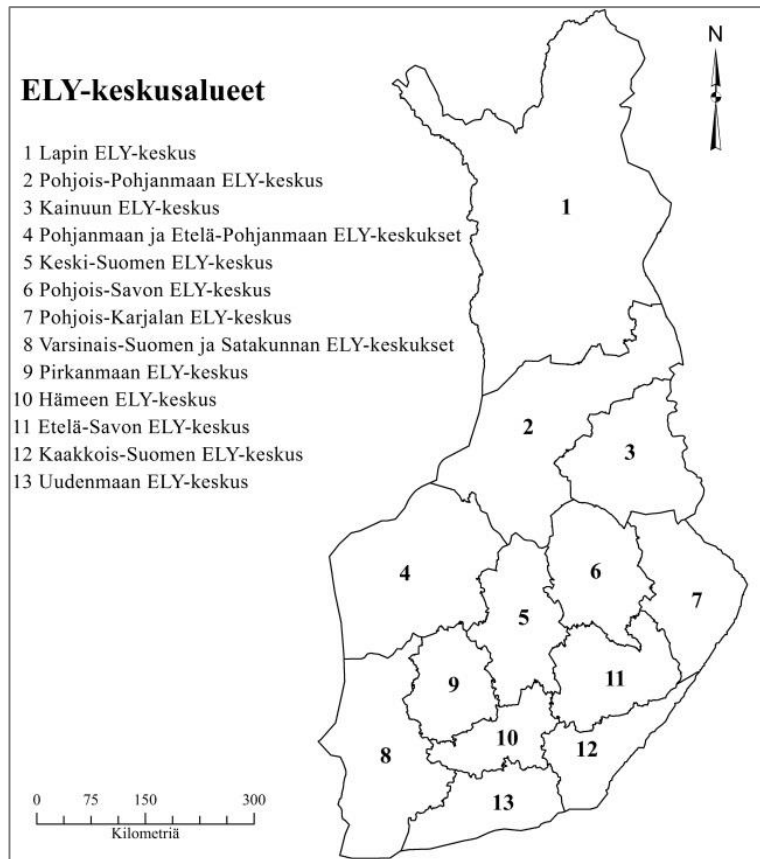 ELY-keskusalueet
1 Lapin ELY-keskus
2 Pohjois-Pohjanmaan ELY-keskus
3 Kainuun ELY-keskus
4 Pohjanmaan ja Etelä-Pohjanmaan ELY-keskukset
5 Keski-Suomen ELY-keskus
6 Pohjois-Savon ELY-keskus
7 Pohjois-Karjalan ELY-keskus
8 Varsinais-Suomen ja Satakunnan ELY-keskukset
9 Pirkanmaan ELY-keskus
10 Hämeen ELY-keskus
11 Etelä-Savon ELY-keskus
12 Kaakkois-Suomen ELY-keskus
13 Uudenmaan ELY-keskus
N
1
2
3
4
5
6
7
8
9
10
11
12
13
0 75 150 300
Kilometriä